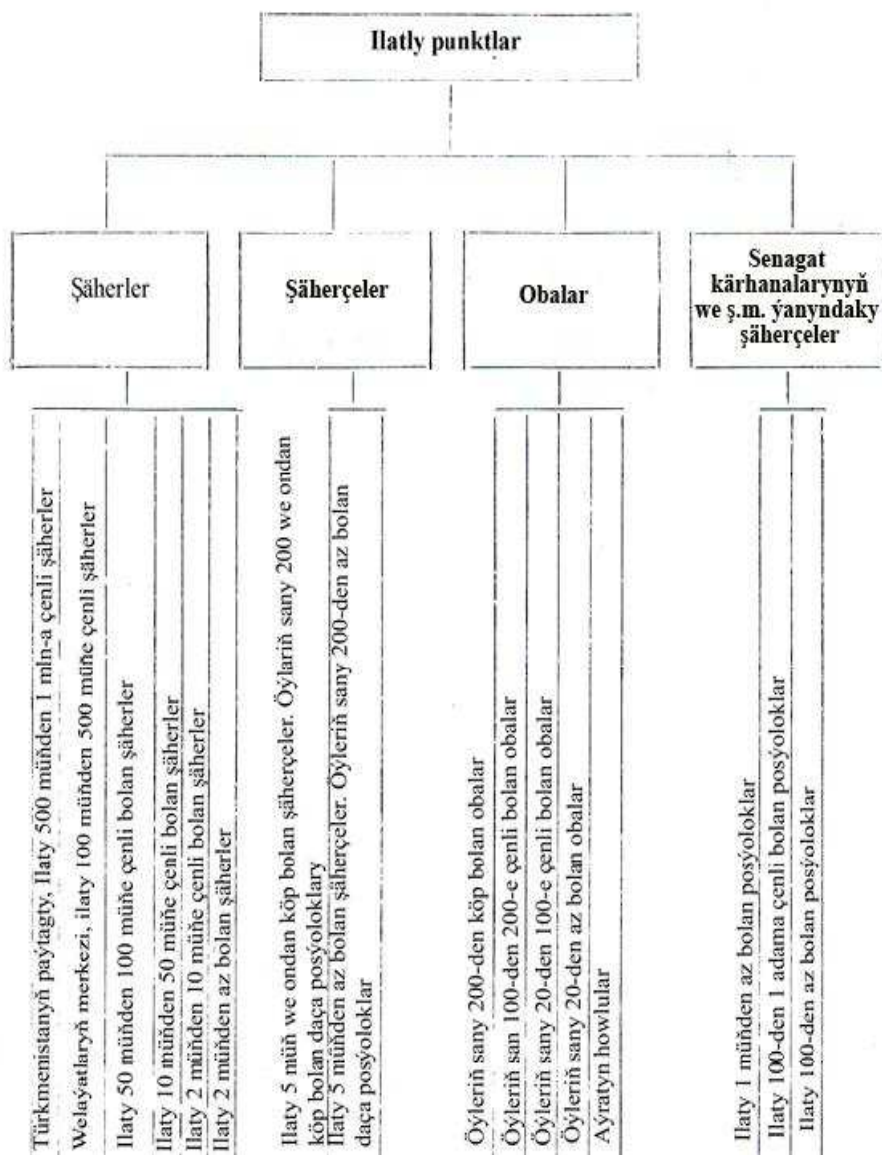 Ilatly punktlar
Şäherler
Şäherçeler
Obalar
Senagat
kärhanalarynyň
we ş.m. ýanyndaky
şäherçeler
Türkmenistanyň paýtagty, Ilaty 500 müňden 1 mln-a çenli şäherler
Welaýatlaryň merkezi, ilaty 100 müňden 500 müňe çenli şäherler
Ilaty 50 müňden 100 müňe çenli bolan şäherler
Ilaty 10 müňden 50 müňe çenli bolan şäherler
Ilaty 2 müňden 10 müňe çenli bolan şäherler
Ilaty 2 müňden az bolan şäherler
Ilaty 5 müň we ondan köp bolan şäherçeler. Öýlariň sany 200 we ondan
köp bolan daça posýoloklary
Ilaty 5 müňden az bolan şäherçeler. Öýleriň sany 200-den az bolan
daça posýoloklar
Öýleriň sany 200-den köp bolan obalar
Öýleriň san 100-den 200-e çenli bolan obalar
Öýleriň sany 20-den 100-e çenli bolan obalar
Öýleriň sany 20-den az bolan obalar
Aýratyn howlular
Ilaty 1 müňden az bolan posýoloklar
Ilaty 100-den 1 adama çenli bolan posýoloklar
Ilaty 100-den az bolan posýoloklar